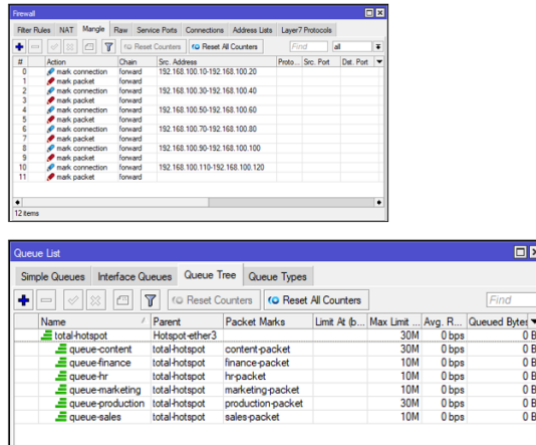 Firewall
Filter Rules NAT Mangle Raw Service Ports Connections Address Lists Layer7 Protocols
Reset Counters Reset All Counters Find all
# Action Chain Src. Address Proto... Src. Port Dst. Port
0 mark connection forward 192.168.100.10-192.168.100.20
1 mark packet forward
2 mark connection forward 192.168.100.30-192.168.100.40
3 mark packet forward
4 mark connection forward 192.168.100.50-192.168.100.60
5 mark packet forward
6 mark connection forward 192.168.100.70-192.168.100.80
7 mark packet forward
8 mark connection forward 192.168.100.90-192.168.100.100
9 mark packet forward
10 mark connection forward 192.168.100.110-192.168.100.120
11 mark packet forward
12 items
Queue List
Simple Queues Interface Queues Queue Tree Queue Types
Reset Counters Reset All Counters Find
Name Parent Packet Marks Limit At (b... Max Limit ... Avg. R... Queued Bytes
total-hotspot Hotspot-ether3 30M 0 bps 0 B
queue-content total-hotspot content-packet 30M 0 bps 0 B
queue-finance total-hotspot finance-packet 10M 0 bps 0 B
queue-hr total-hotspot hr-packet 10M 0 bps 0 B
queue-marketing total-hotspot marketing-packet 10M 0 bps 0 B
queue-production total-hotspot production-packet 30M 0 bps 0 B
queue-sales total-hotspot sales-packet 10M 0 bps 0 B